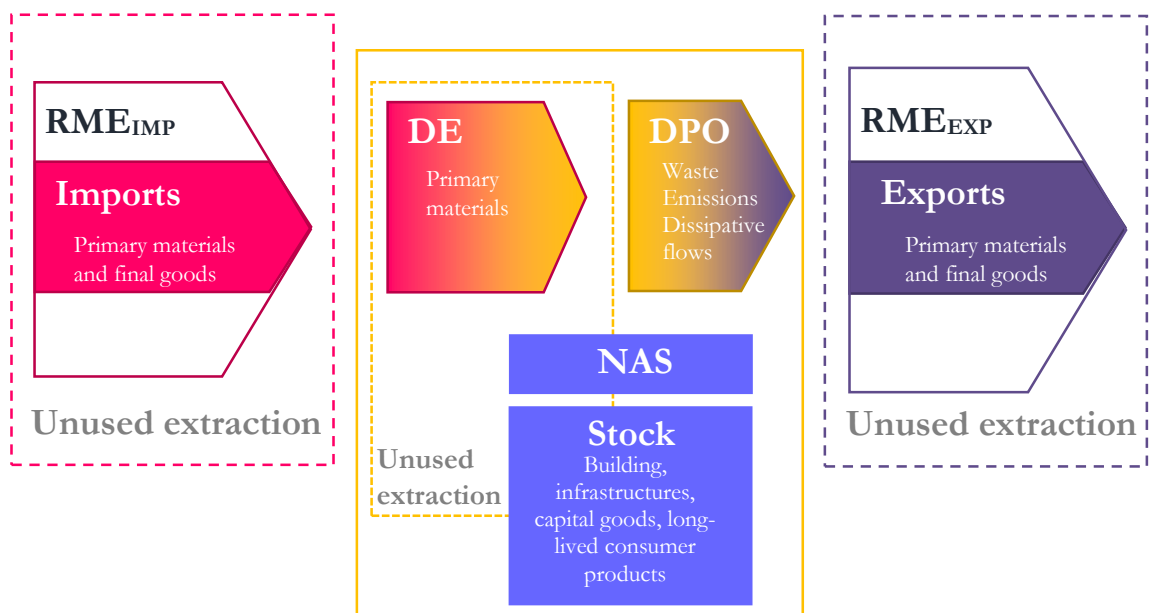 RMEIMP
Imports
Primary materials
and final goods
Unused extraction
DE
Primary
materials
DPO
Waste
Emissions
Dissipative
flows
NAS
Stock
Building,
infrastructures,
capital goods, long-
lived consumer
products
Unused
extraction
RMEEXP
Exports
Primary materials
and final goods
Unused extraction